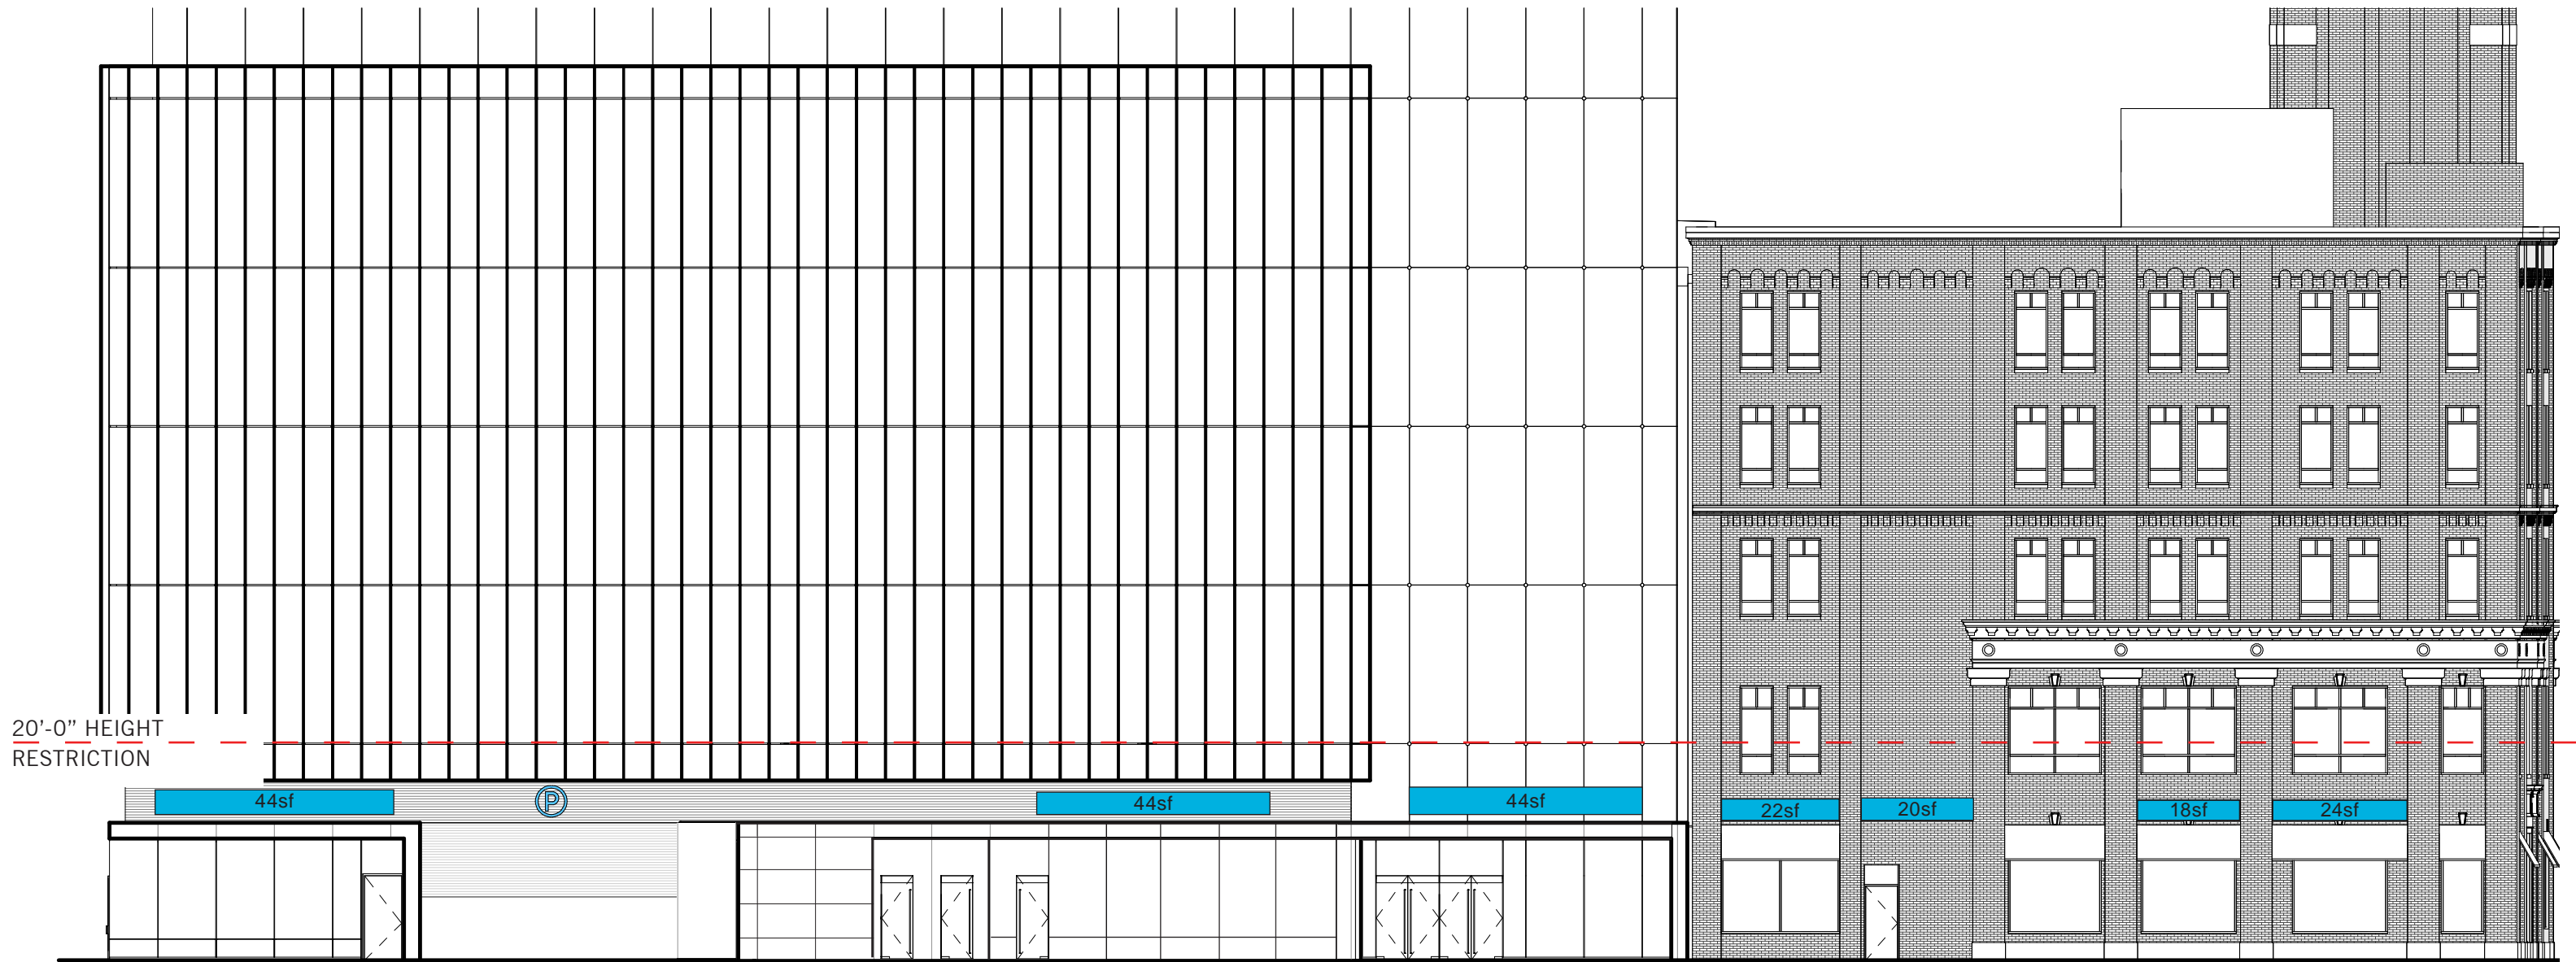 20’-0” HEIGHT
RESTRICTION
44sf
P
44sf
44sf
22sf
20sf
18sf
24sf